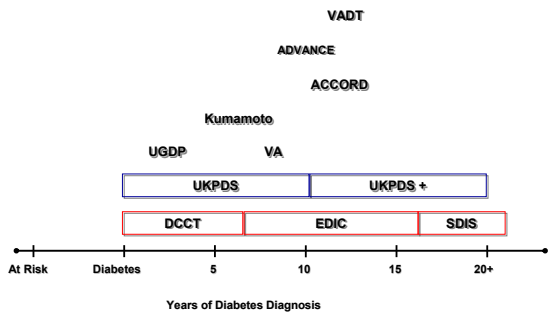 VADT
ADVANCE
ACCORD
Kumamoto
UGDP VA
UKPDS UKPDS +
DCCT EDIC SDIS
At Risk Diabetes 5 10 15 20+
Years of Diabetes Diagnosis